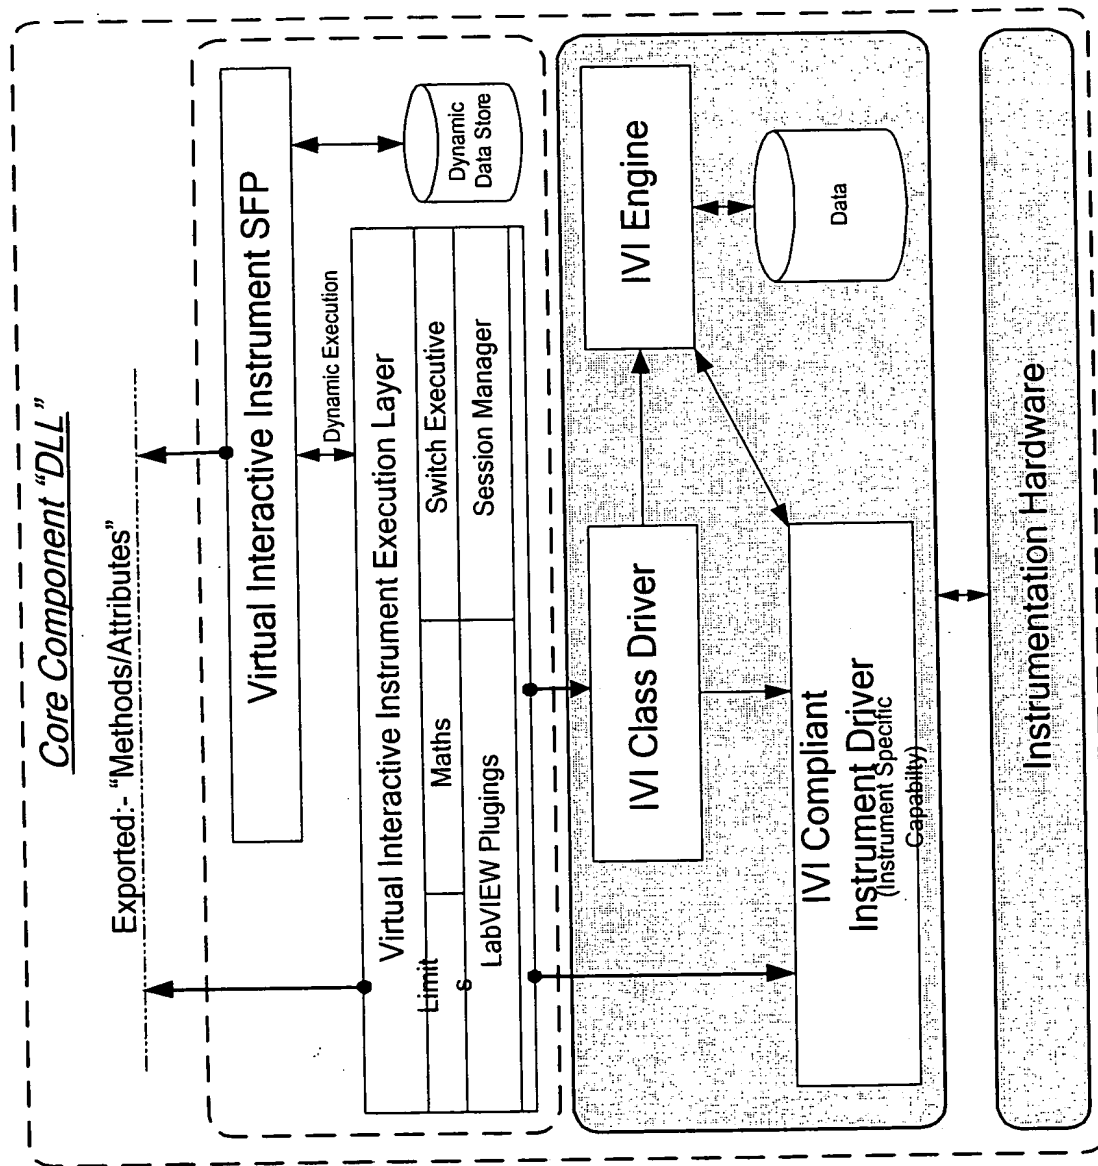 Core Component "DLL"
Exported:- "Methods/Attributes"
Virtual Interactive Instrument SFP
Dynamic Execution
Dynamic
Data Store
Virtual Interactive Instrument Execution Layer
Limit
s
Maths
Switch Executive
LabVIEW Plugings
Session Manager
IVI Class Driver
IVI Engine
Data
IVI Compliant
Instrument Driver
(Instrument Specific
Capabilty)
Instrumentation Hardware